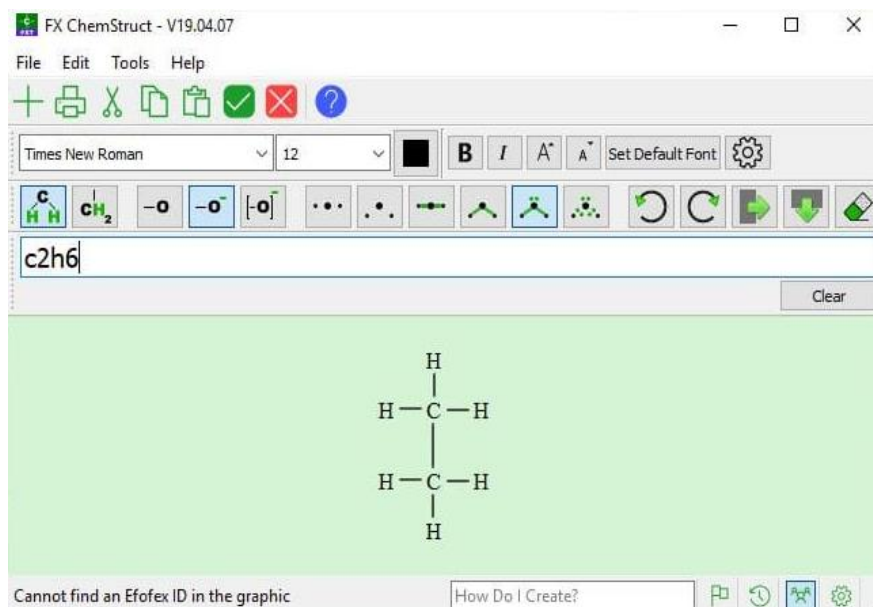 FX ChemStruct - V19.04.07
File Edit Tools Help
Times New Roman 12 B I A A Set Default Font
C H H CH2 -O -O- [-O]-
c2h6
Clear
H
H C H
H C H
H
Cannot find an Efofex ID in the graphic How Do I Create?